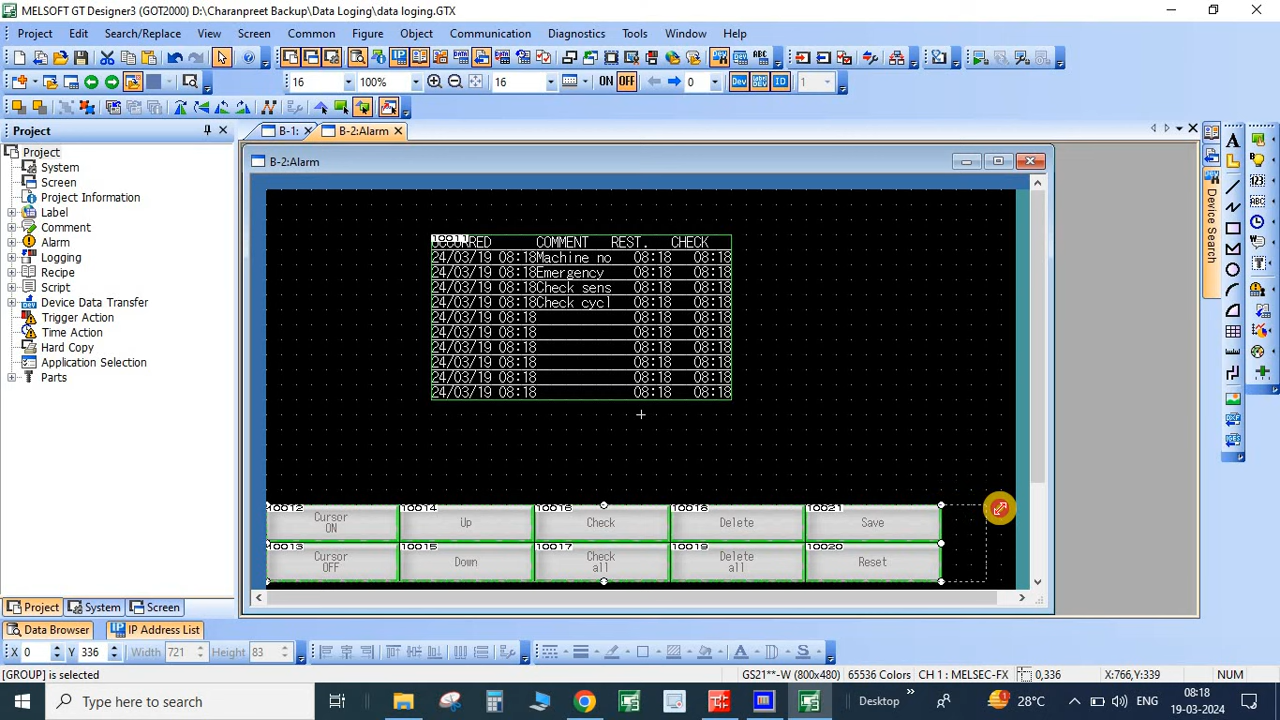 MELSOFT GT Designer3 (GOT2000) D:\Charanpreet Backup\Data Loging\data loging.GTX
Project Edit Search/Replace View Screen Common Figure Object Communication Diagnostics Tools Window Help
16 100% 16 ON OFF 0 Dev ID 1
Project
B-1: B-2:Alarm
B-2:Alarm
Project
System
Screen
Project Information
Label
Comment
Alarm
Logging
Recipe
Script
Device Data Transfer
Trigger Action
Time Action
Hard Copy
Application Selection
Parts
COMMENT REST. CHECK
24/03/19 08:18Machine no 08:18 08:18
24/03/19 08:18Emergency 08:18 08:18
24/03/19 08:18Check sens 08:18 08:18
24/03/19 08:18Check cycl 08:18 08:18
24/03/19 08:18 08:18 08:18
24/03/19 08:18 08:18 08:18
24/03/19 08:18 08:18 08:18
24/03/19 08:18 08:18 08:18
24/03/19 08:18 08:18 08:18
24/03/19 08:18 08:18 08:18
10014 10021
Cursor ON Up Check Delete Save
10013 10015 10017 10019 10020
Cursor OFF Down Check all Delete all Reset
Device Search
Project System Screen
Data Browser IP Address List
X 0 Y 336 Width 721 Height 83
[GROUP] is selected
GS21**-W (800x480) 65536 Colors CH 1 : MELSEC-FX 0,336 X:766,Y:339 NUM
Type here to search
Desktop
28°C
ENG
08:18
19-03-2024